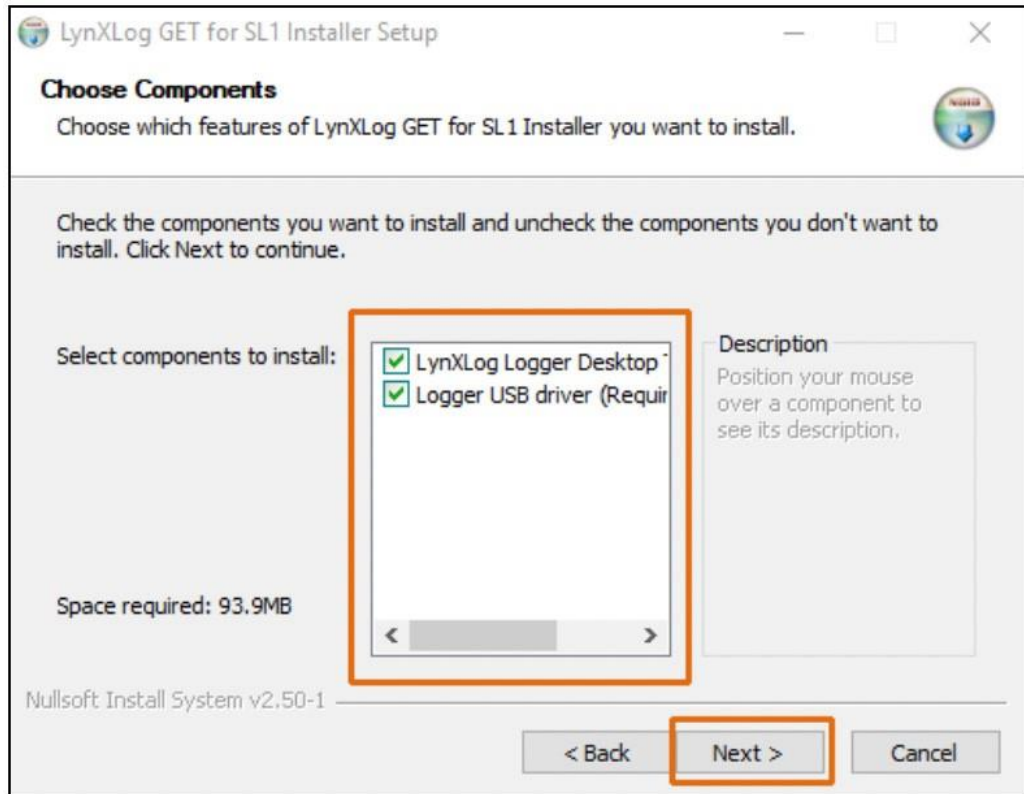 LynXLog GET for SL1 Installer Setup
Choose Components
Choose which features of LynXLog GET for SL1 Installer you want to install.
Check the components you want to install and uncheck the components you don't want to
install. Click Next to continue.
Select components to install:
LynXLog Logger Desktop
Logger USB driver (Requir
Description
Position your mouse
over a component to
see its description.
Space required: 93.9MB
Nullsoft Install System v2.50-1
< Back
Next >
Cancel